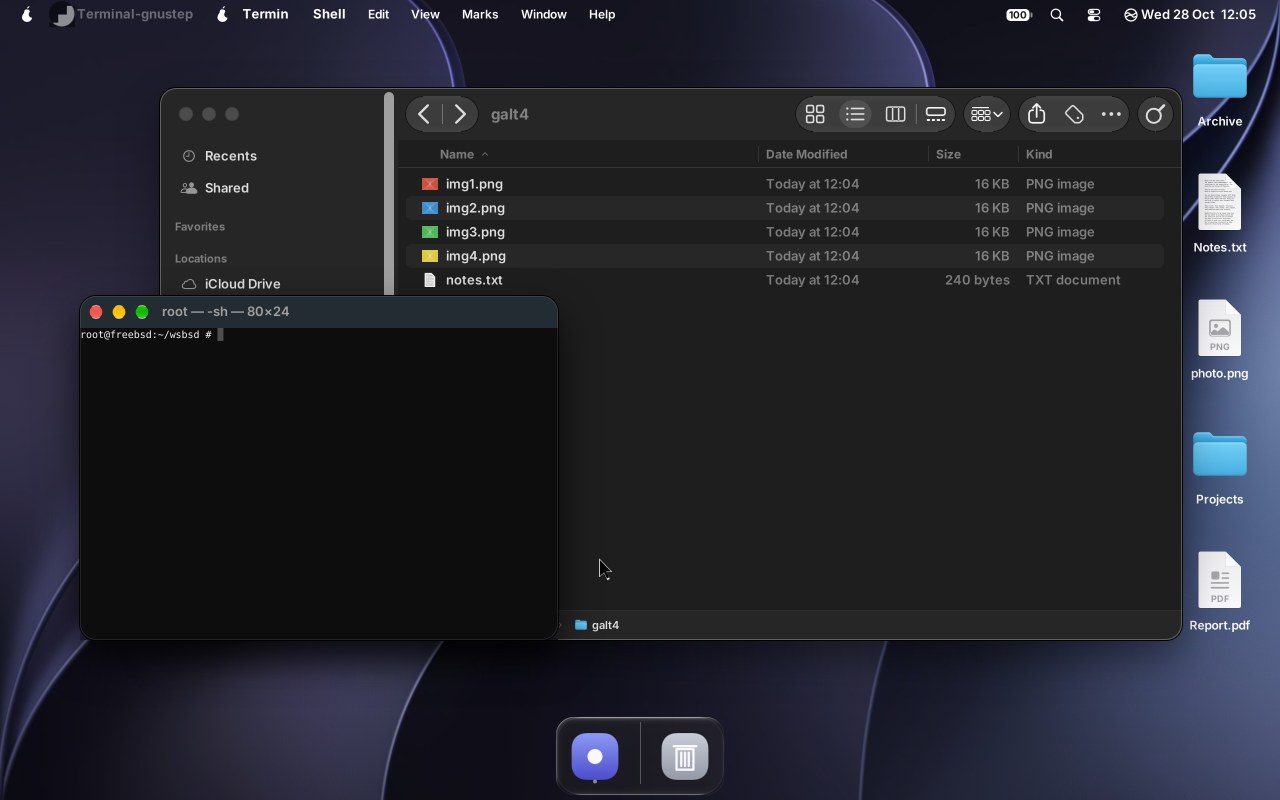 Terminal-gnustep Termin Shell Edit View Marks Window Help 100 Wed 28 Oct 12:05
galt4
Name Date Modified Size Kind
Recents
Shared
Favorites
Locations
iCloud Drive
img1.png Today at 12:04 16 KB PNG image
img2.png Today at 12:04 16 KB PNG image
img3.png Today at 12:04 16 KB PNG image
img4.png Today at 12:04 16 KB PNG image
notes.txt Today at 12:04 240 bytes TXT document
root — -sh — 80×24
root@freebsd:~/wsbsd #
galt4
Archive
Notes.txt
PNG
photo.png
Projects
PDF
Report.pdf